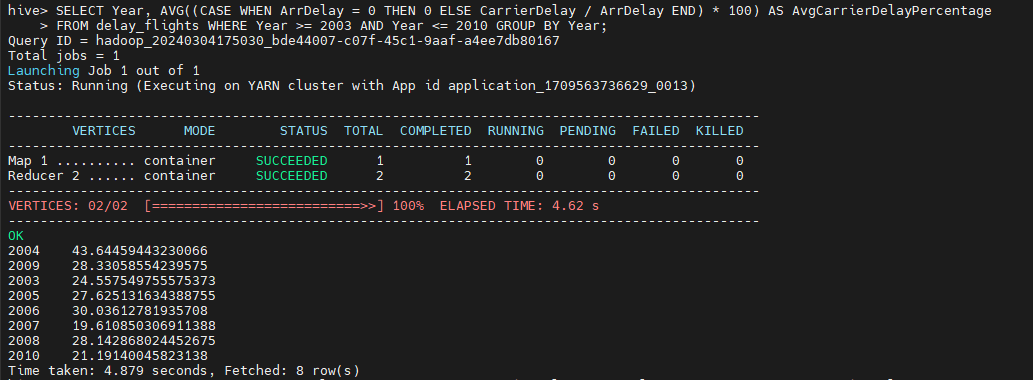 hive> SELECT Year, AVG((CASE WHEN ArrDelay = 0 THEN 0 ELSE CarrierDelay / ArrDelay END) * 100) AS AvgCarrierDelayPercentage
    > FROM delay_flights WHERE Year >= 2003 AND Year <= 2010 GROUP BY Year;
Query ID = hadoop_20240304175030_bde44007-c07f-45c1-9aaf-a4ee7db80167
Total jobs = 1
Launching Job 1 out of 1
Status: Running (Executing on YARN cluster with App id application_1709563736629_0013)
----------------------------------------------------------------------------------------------
        VERTICES      MODE        STATUS  TOTAL  COMPLETED  RUNNING  PENDING  FAILED  KILLED
----------------------------------------------------------------------------------------------
Map 1 .......... container     SUCCEEDED      1          1        0        0       0       0
Reducer 2 ...... container     SUCCEEDED      2          2        0        0       0       0
----------------------------------------------------------------------------------------------
VERTICES: 02/02  [==========================>>] 100%  ELAPSED TIME: 4.62 s
----------------------------------------------------------------------------------------------
OK
2004    43.64459443230066
2009    28.33058554239575
2003    24.557549755575373
2005    27.625131634388755
2006    30.03612781935708
2007    19.610850306911388
2008    28.142868024452675
2010    21.19140045823138
Time taken: 4.879 seconds, Fetched: 8 row(s)